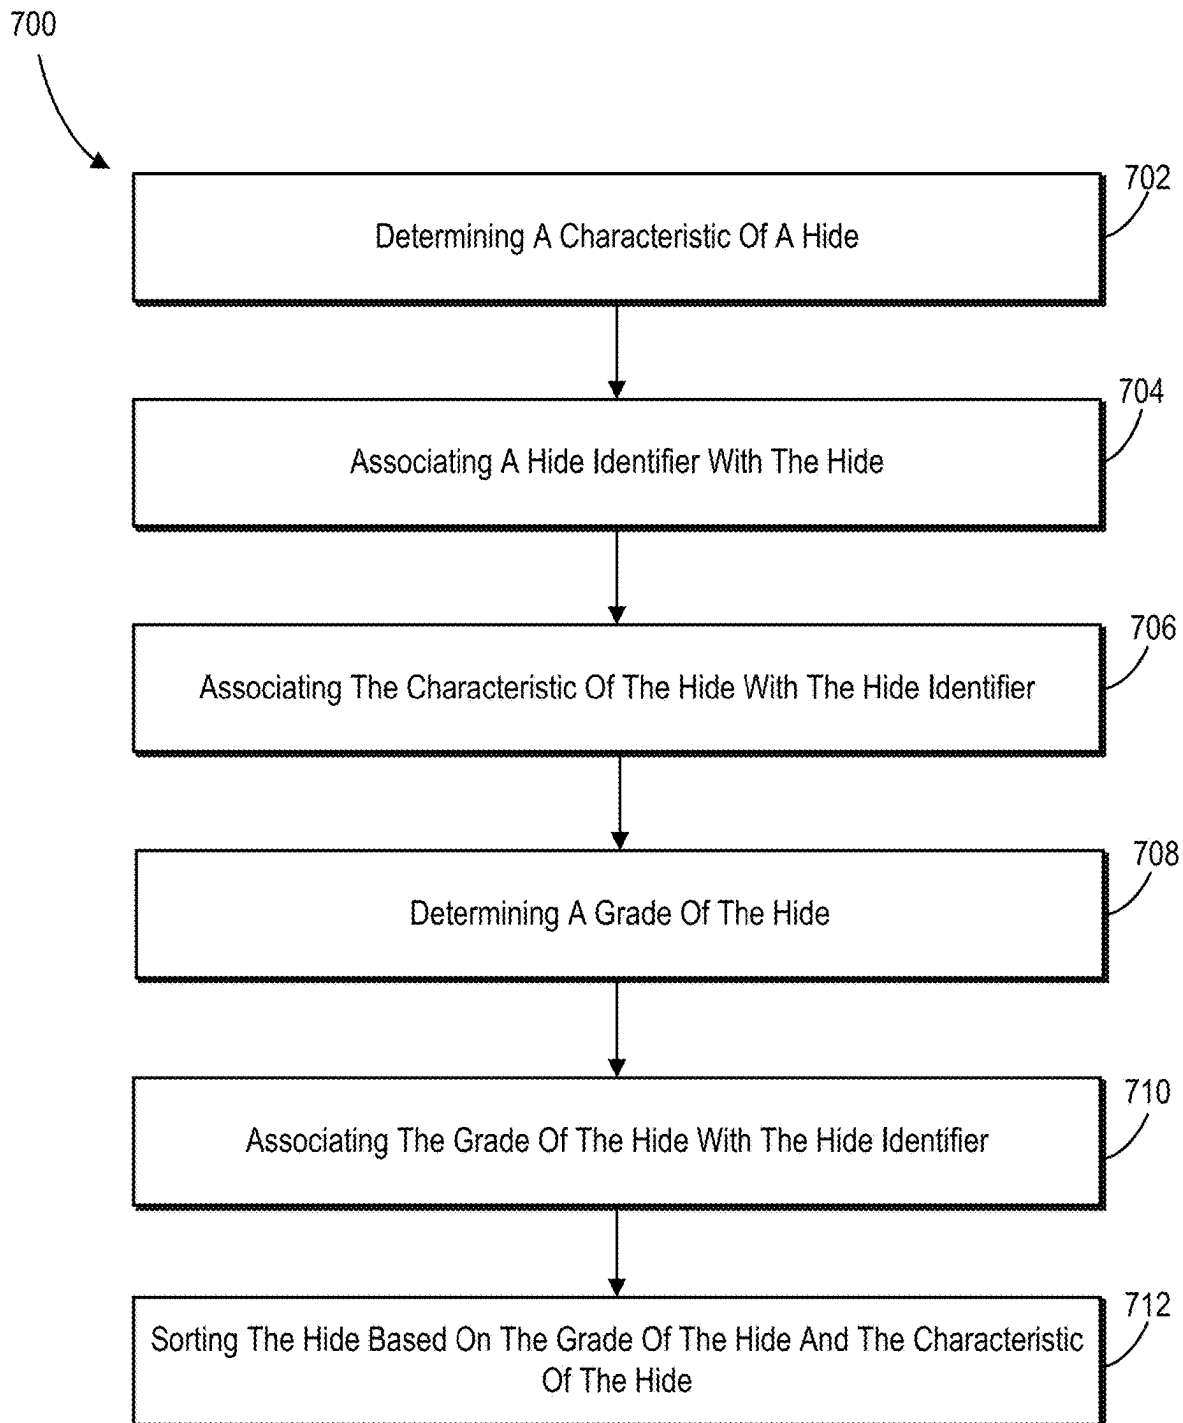 700
702
Determining A Characteristic Of A Hide
704
Associating A Hide Identifier With The Hide
706
Associating The Characteristic Of The Hide With The Hide Identifier
708
Determining A Grade Of The Hide
710
Associating The Grade Of The Hide With The Hide Identifier
712
Sorting The Hide Based On The Grade Of The Hide And The Characteristic
Of The Hide